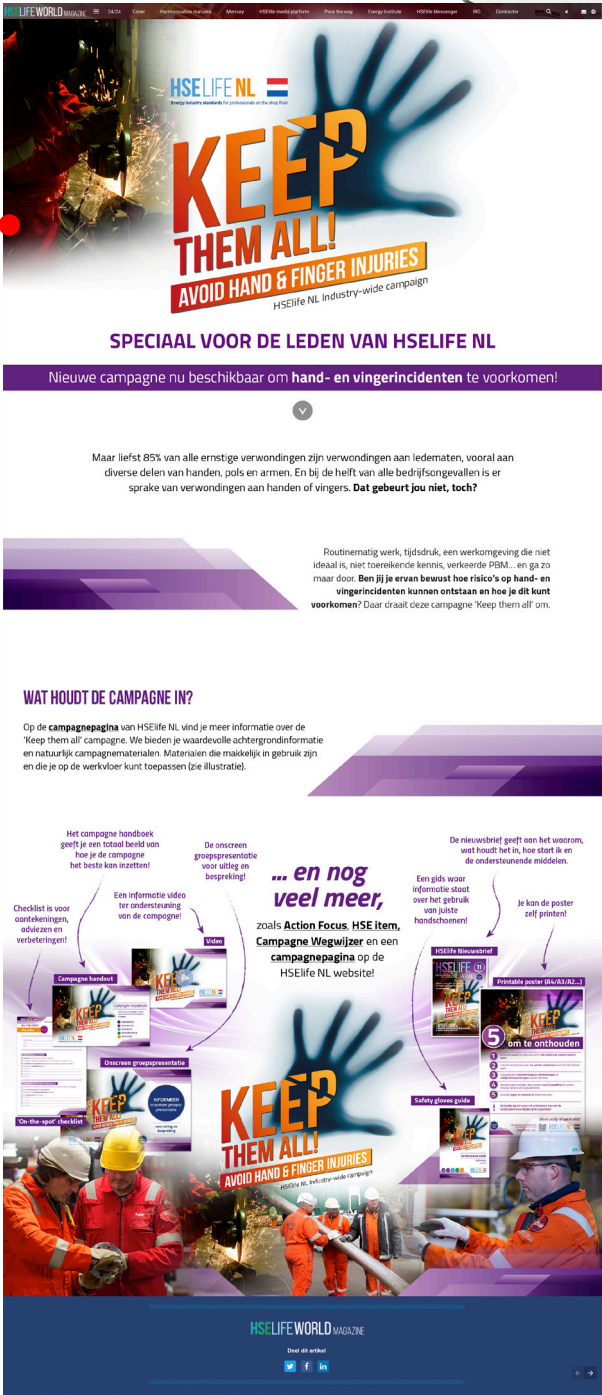 HSELIFEWORLD MAGAZINE
24/24 Cover Harmonisation manuals Mercury HSElife media platform Pave the way Energy Institute HSElife Messenger IRO Contractor
HSELIFE NL
Energy industry standards for professionals on the shop floor
KEEP
THEM ALL!
AVOID HAND & FINGER INJURIES
HSElife NL Industry-wide campaign
SPECIAAL VOOR DE LEDEN VAN HSELIFE NL
Nieuwe campagne nu beschikbaar om hand- en vingerincidenten te voorkomen!
Maar liefst 85% van alle ernstige verwondingen zijn verwondingen aan ledematen, vooral aan
diverse delen van handen, pols en armen. En bij de helft van alle bedrijfsongevallen is er
sprake van verwondingen aan handen of vingers. Dat gebeurt jou niet, toch?
Routinematig werk, tijdsdruk, een werkomgeving die niet
ideaal is, niet toereikende kennis, verkeerde PBM... en ga zo
maar door. Ben jij je ervan bewust hoe risico's op hand- en
vingerincidenten kunnen ontstaan en hoe je dit kunt
voorkomen? Daar draait deze campagne 'Keep them all' om.
WAT HOUDT DE CAMPAGNE IN?
Op de campagnepagina van HSElife NL vind je meer informatie over de
'Keep them all' campagne. We bieden je waardevolle achtergrondinformatie
en natuurlijk campagnematerialen. Materialen die makkelijk in gebruik zijn
en die je op de werkvloer kunt toepassen (zie illustratie).
Het campagne handboek
geeft je een totaal beeld van
hoe je de campagne
het beste kan inzetten!
De onscreen
groepspresentatie
voor uitleg en
bespreking!
Een informatie video
ter ondersteuning
van de campagne!
Checklist is voor
aantekeningen,
adviezen en
verbeteringen!
... en nog
veel meer,
zoals Action Focus, HSE item,
Campagne Wegwijzer en een
campagnepagina op de
HSElife NL website!
De nieuwsbrief geeft aan het waarom,
wat houdt het in, hoe start ik en
de ondersteunende middelen.
Een gids waar
informatie staat
over het gebruik
van juiste
handschoenen!
Je kan de poster
zelf printen!
Video
Campagne handout
Onscreen groepspresentatie
'On-the-spot' checklist
HSElife Nieuwsbrief
HSELIFE
11
Printable poster (A4/A3/A2...)
KEEP
THEM ALL!
5 om te onthouden
1
2
3
4
5
Safety gloves guide
INFORMEER
KEEP
THEM ALL!
AVOID HAND & FINGER INJURIES
HSElife NL Industry-wide campaign
HSELIFEWORLD MAGAZINE
Deel dit artikel